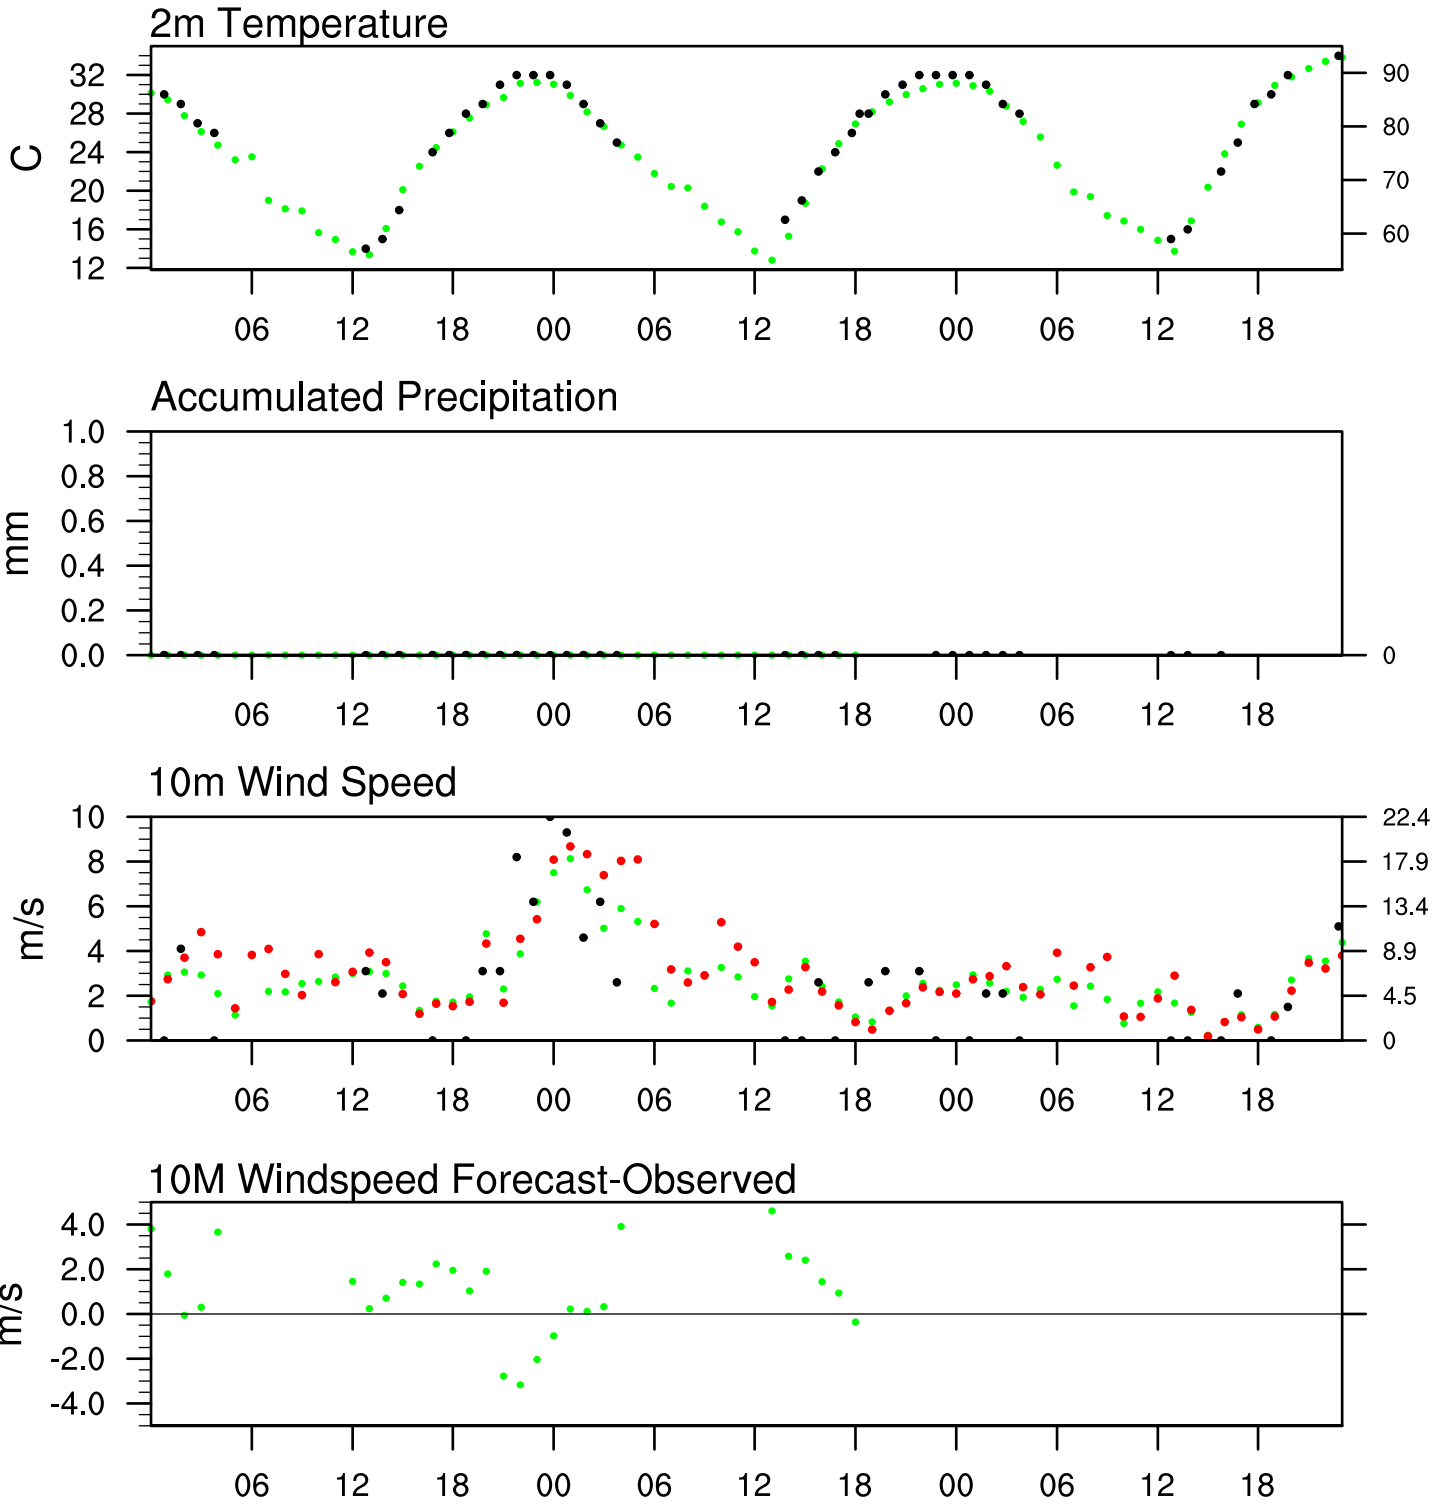 2m Temperature
32
28
24
20
16
12
C
90
80
70
60
06 12 18 00 06 12 18 00 06 12 18
Accumulated Precipitation
1.0
0.8
0.6
0.4
0.2
0.0
mm
0
06 12 18 00 06 12 18 00 06 12 18
10m Wind Speed
10
8
6
4
2
0
m/s
22.4
17.9
13.4
8.9
4.5
0
06 12 18 00 06 12 18 00 06 12 18
10M Windspeed Forecast-Observed
4.0
2.0
0.0
-2.0
-4.0
m/s
06 12 18 00 06 12 18 00 06 12 18